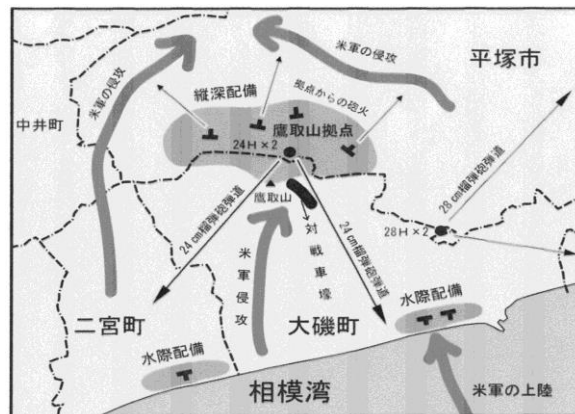 米軍の侵攻
平塚市
米軍の侵攻
縦深配備
拠点からの砲火
中井町
鷹取山拠点
24H×2
28㎝榴弾砲弾道
鷹取山
24㎝榴弾砲弾道
対戦車壕
24㎝榴弾砲弾道
28H×2
米軍侵攻
水際配備
二宮町
大磯町
水際配備
相模湾
米軍の上陸